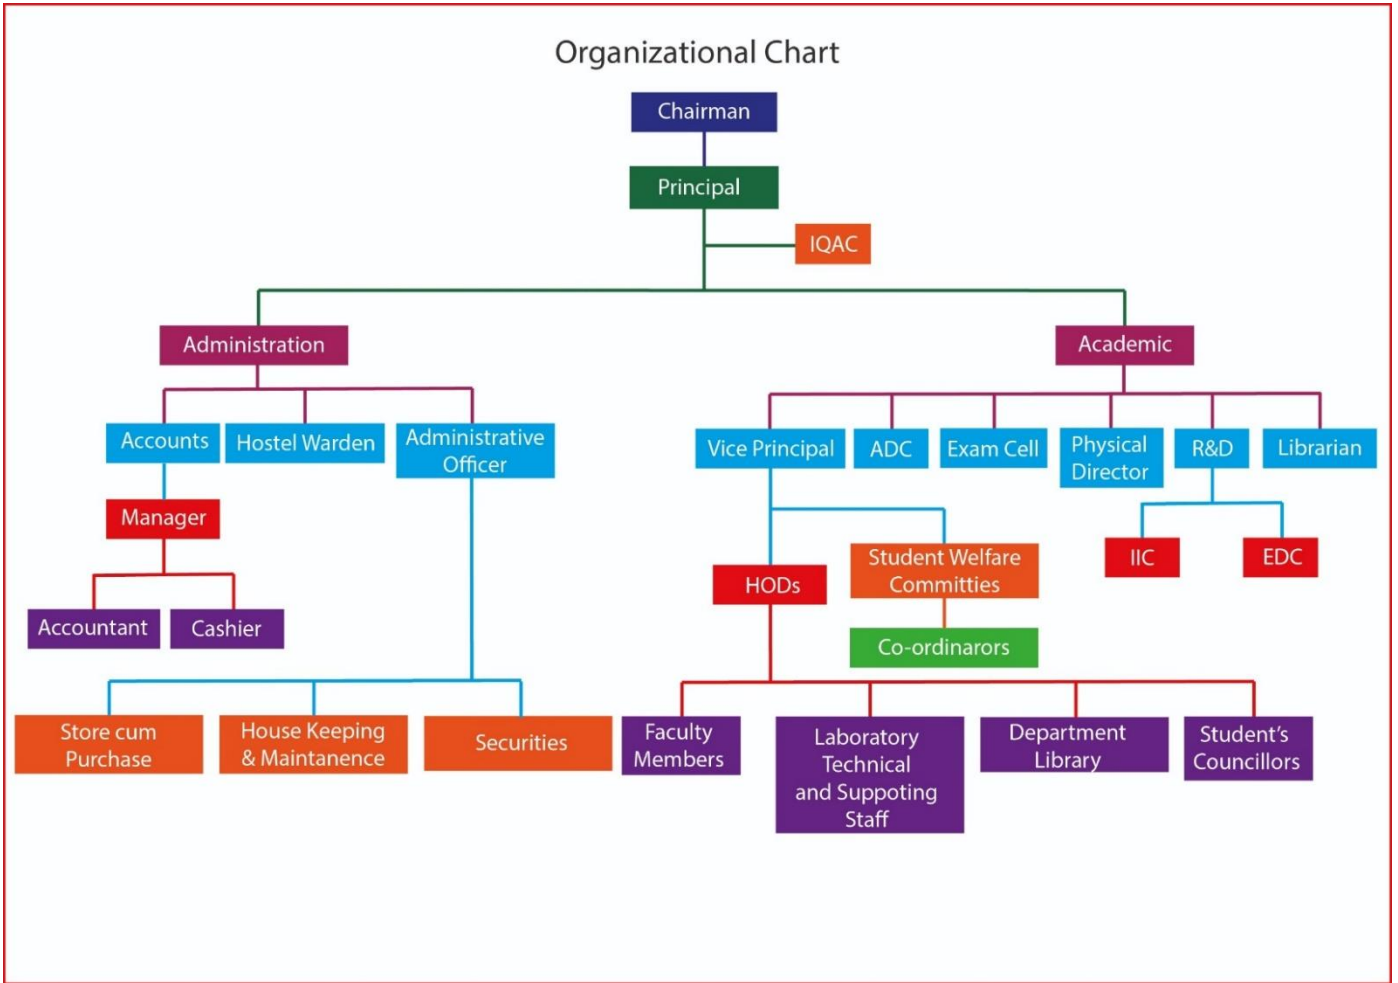 Organizational Chart
Chairman
Principal
IQAC
Administration
Academic
Accounts
Hostel Warden
Administrative
Officer
Vice Principal
ADC
Exam Cell
Physical
Director
R&D
Librarian
Manager
Accountant
Cashier
HODs
Student Welfare
Committies
Co-ordinarors
IIC
EDC
Store cum
Purchase
House Keeping
& Maintanence
Securities
Faculty
Members
Laboratory
Technical
and Suppoting
Staff
Department
Library
Student's
Councillors